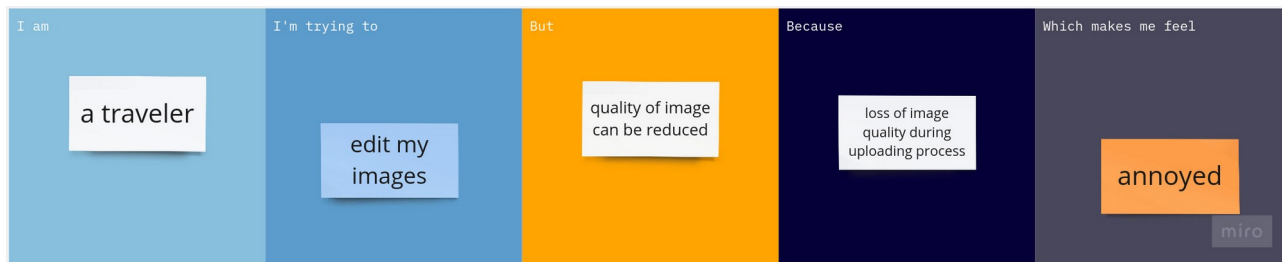 I am
a traveler
I'm trying to
edit my
images
But
quality of image
can be reduced
Because
loss of image
quality during
uploading process
Which makes me feel
annoyed
miro